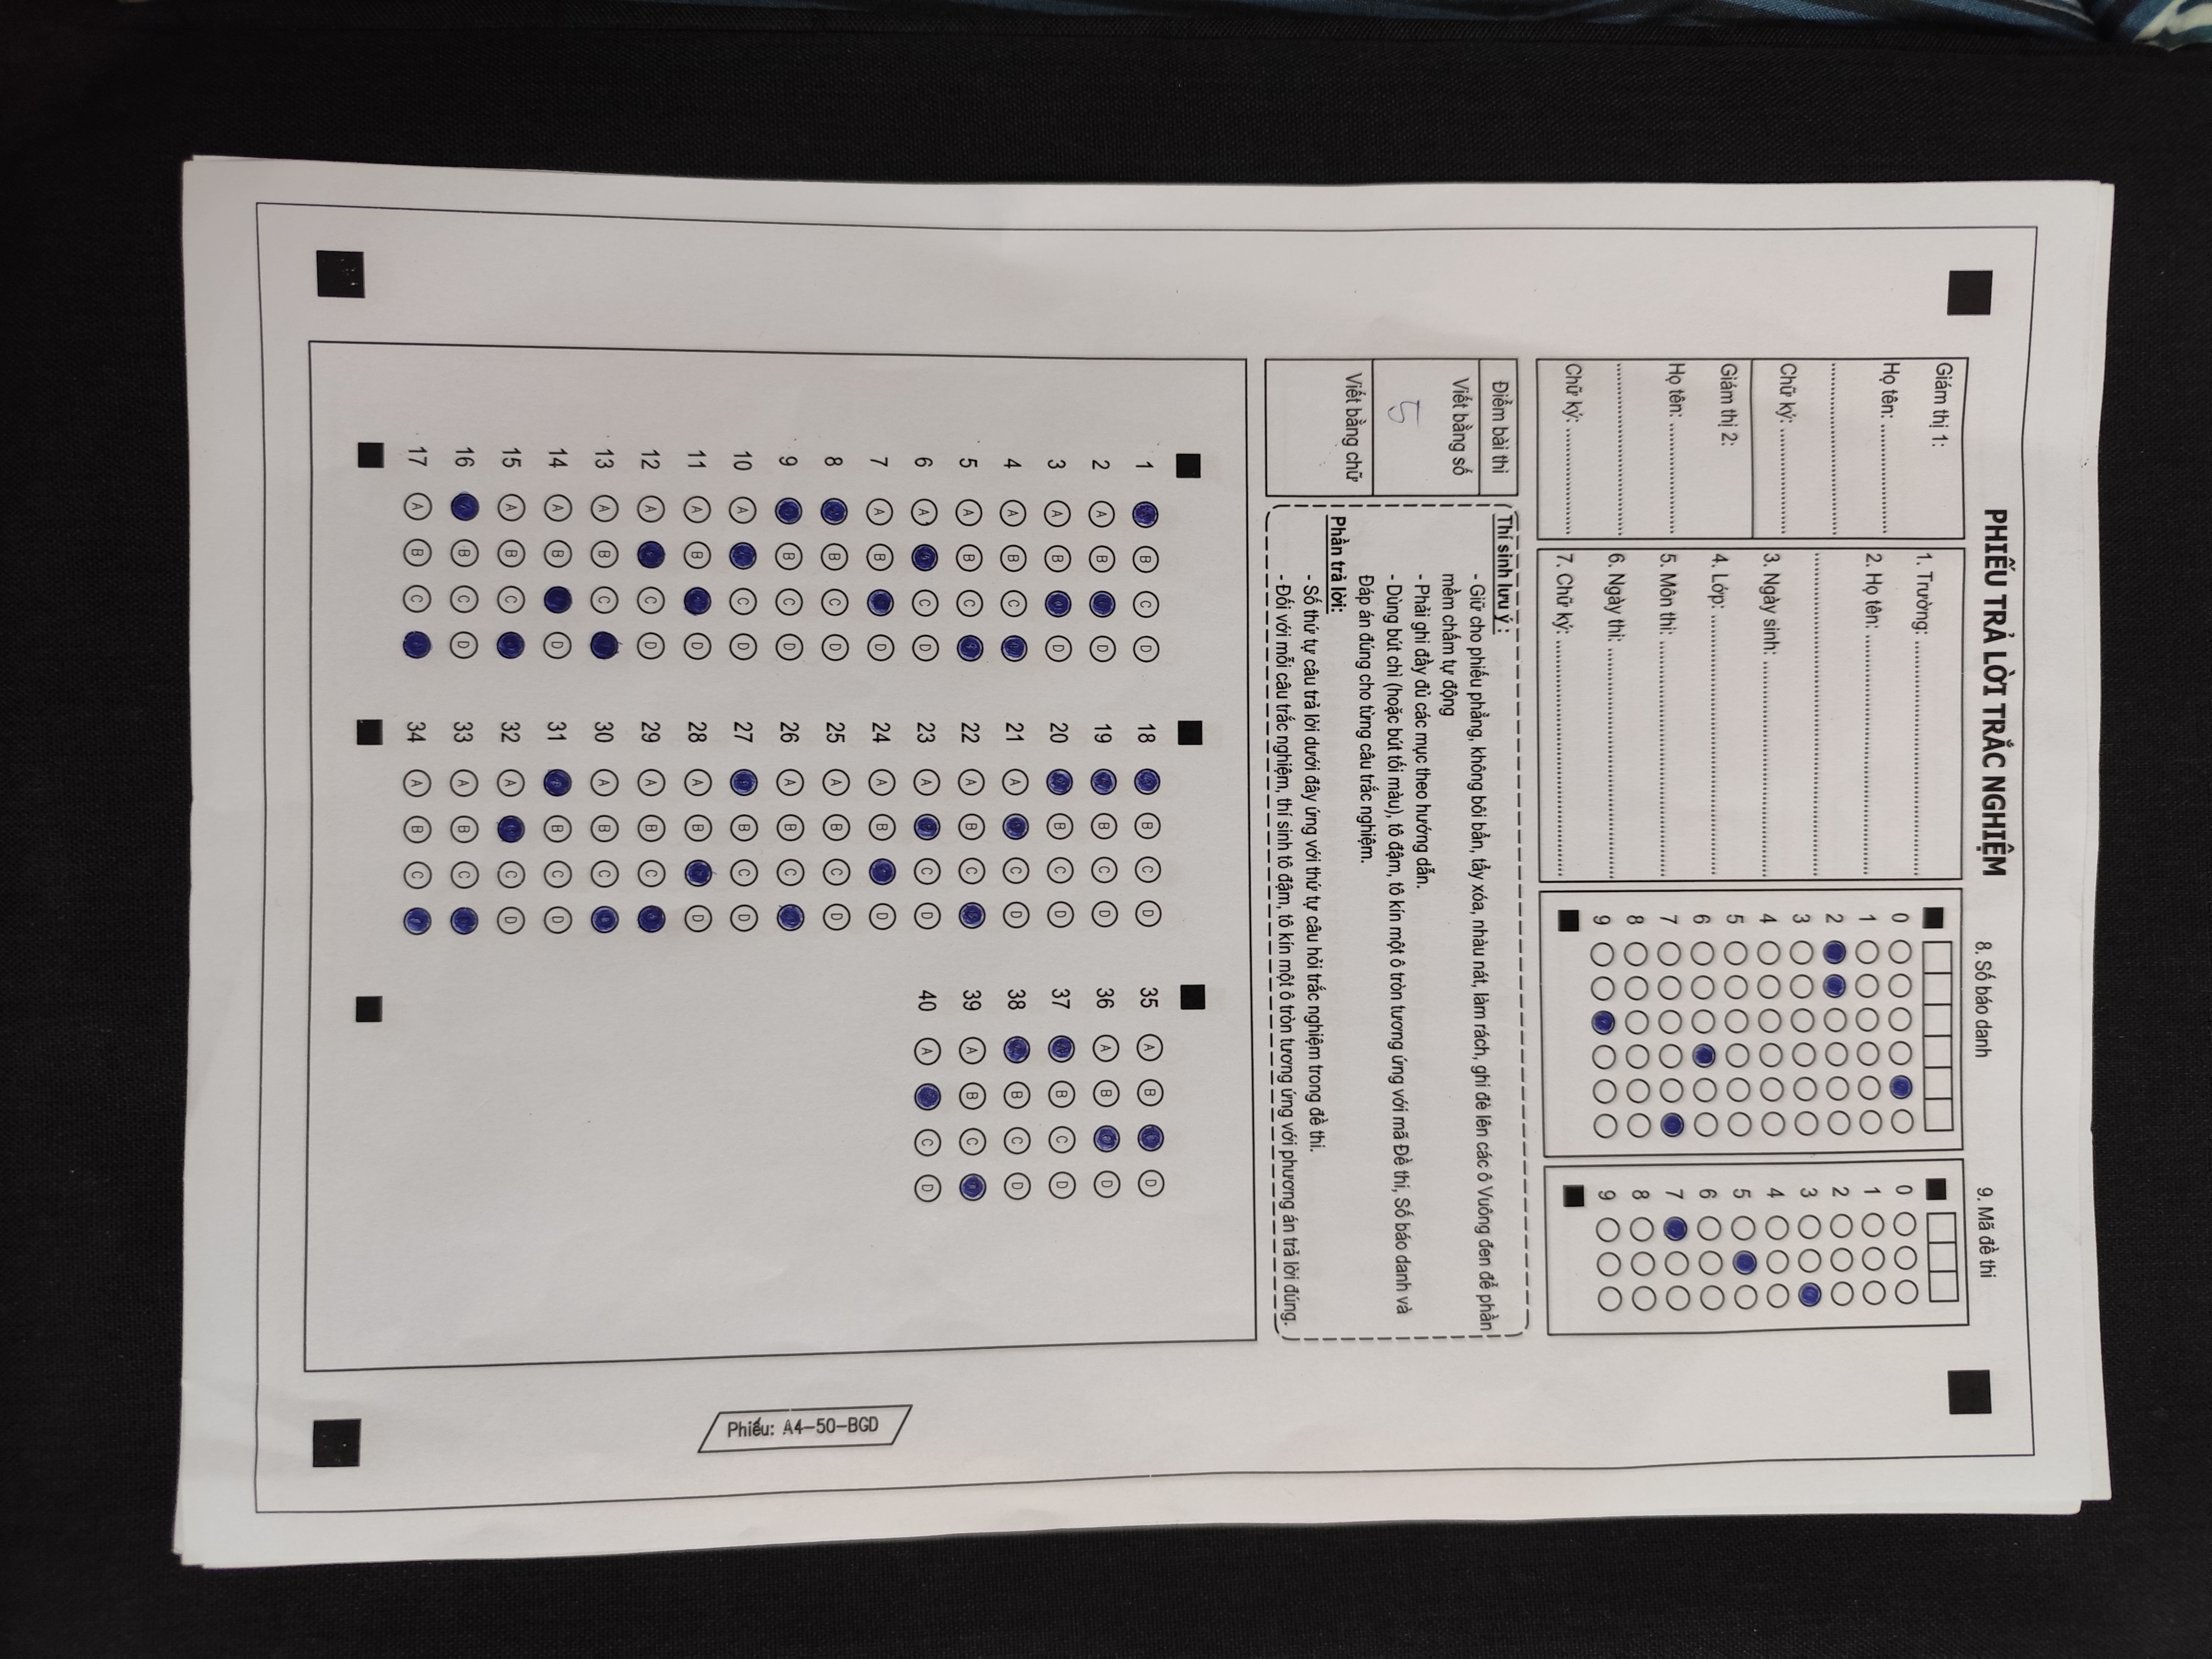 PHIẾU TRẢ LỜI TRẮC NGHIỆM
Giám thị 1:
Họ tên: ....................
..............................
Chữ ký: ....................
Giám thị 2:
Họ tên: ....................
..............................
Chữ ký: ....................
1. Trường: ........................................
2. Họ tên: ........................................
........................................................
3. Ngày sinh: ....................................
4. Lớp: .............................................
5. Môn thi: ........................................
6. Ngày thi: .......................................
7. Chữ ký: ........................................
8. Số báo danh
0
1
2
3
4
5
6
7
8
9
9. Mã đề thi
0
1
2
3
4
5
6
7
8
9
Điểm bài thi
Viết bằng số
5
Viết bằng chữ
Thí sinh lưu ý :
- Giữ cho phiếu phẳng, không bôi bẩn, tẩy xóa, nhàu nát, làm rách, ghi đè lên các ô Vuông đen để phần
mềm chấm tự động
- Phải ghi đầy đủ các mục theo hướng dẫn.
- Dùng bút chì (hoặc bút tối màu), tô đậm, tô kín một ô tròn tương ứng với mã Đề thi, Số báo danh và
Đáp án đúng cho từng câu trắc nghiệm.
Phần trả lời:
- Số thứ tự câu trả lời dưới đây ứng với thứ tự câu hỏi trắc nghiệm trong đề thi.
- Đối với mỗi câu trắc nghiệm, thí sinh tô đậm, tô kín một ô tròn tương ứng với phương án trả lời đúng.
1 B C D
2 A B D
3 A B D
4 A B C
5 A B C
6 A C D
7 A B D
8 B C D
9 B C D
10 A C D
11 A B D
12 A C D
13 A B C
14 A B D
15 A B C
16 B C D
17 A B C
18 B C D
19 B C D
20 B C D
21 A C D
22 A B C
23 A C D
24 A B D
25 A B C D
26 A B C
27 B C D
28 A B D
29 A B C
30 A B C
31 B C D
32 A C D
33 A B C
34 A B C
35 A B D
36 A B D
37 B C D
38 B C D
39 A B C
40 A C D
Phiếu: A4-50-BGD